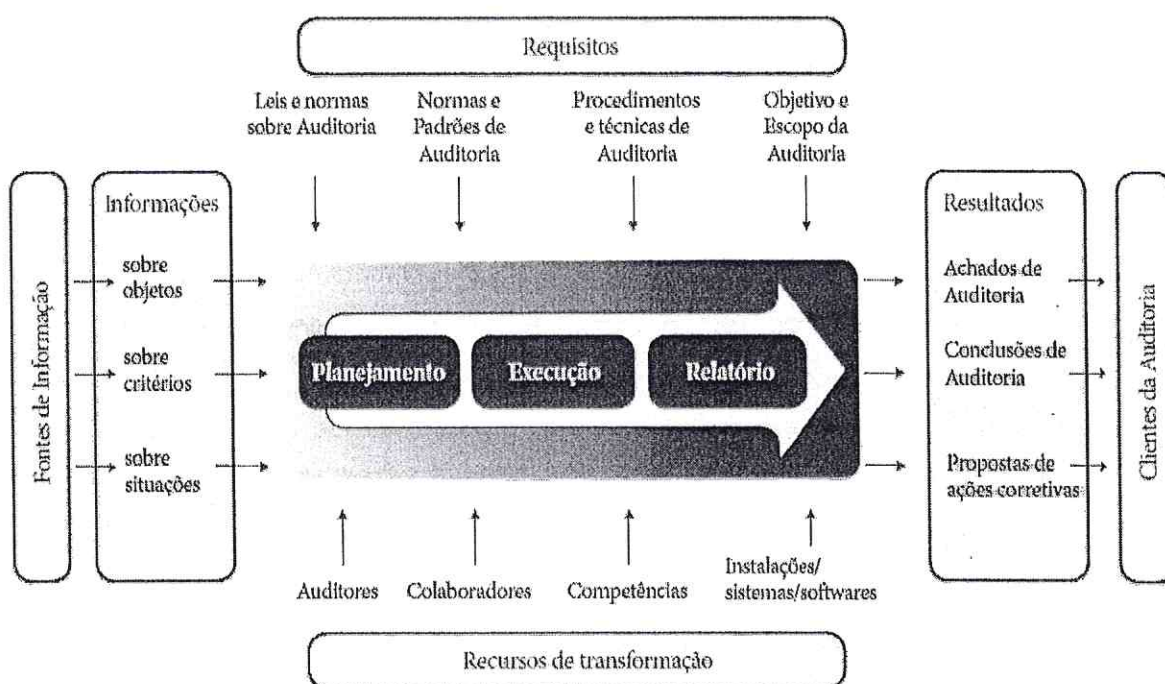 Requisitos
Leis e normas
sobre Auditoria
Normas e
Padrões de
Auditoria
Procedimentos
e técnicas de
Auditoria
Objetivo e
Escopo da
Auditoria
Fontes de Informação
Informações
sobre
objetos
sobre
critérios
sobre
situações
Planejamento
Execução
Relatório
Resultados
Achados de
Auditoria
Conclusões de
Auditoria
Propostas de
ações corretivas
Clientes da Auditoria
Auditores
Colaboradores
Competências
Instalações/
sistemas/softwares
Recursos de transformação